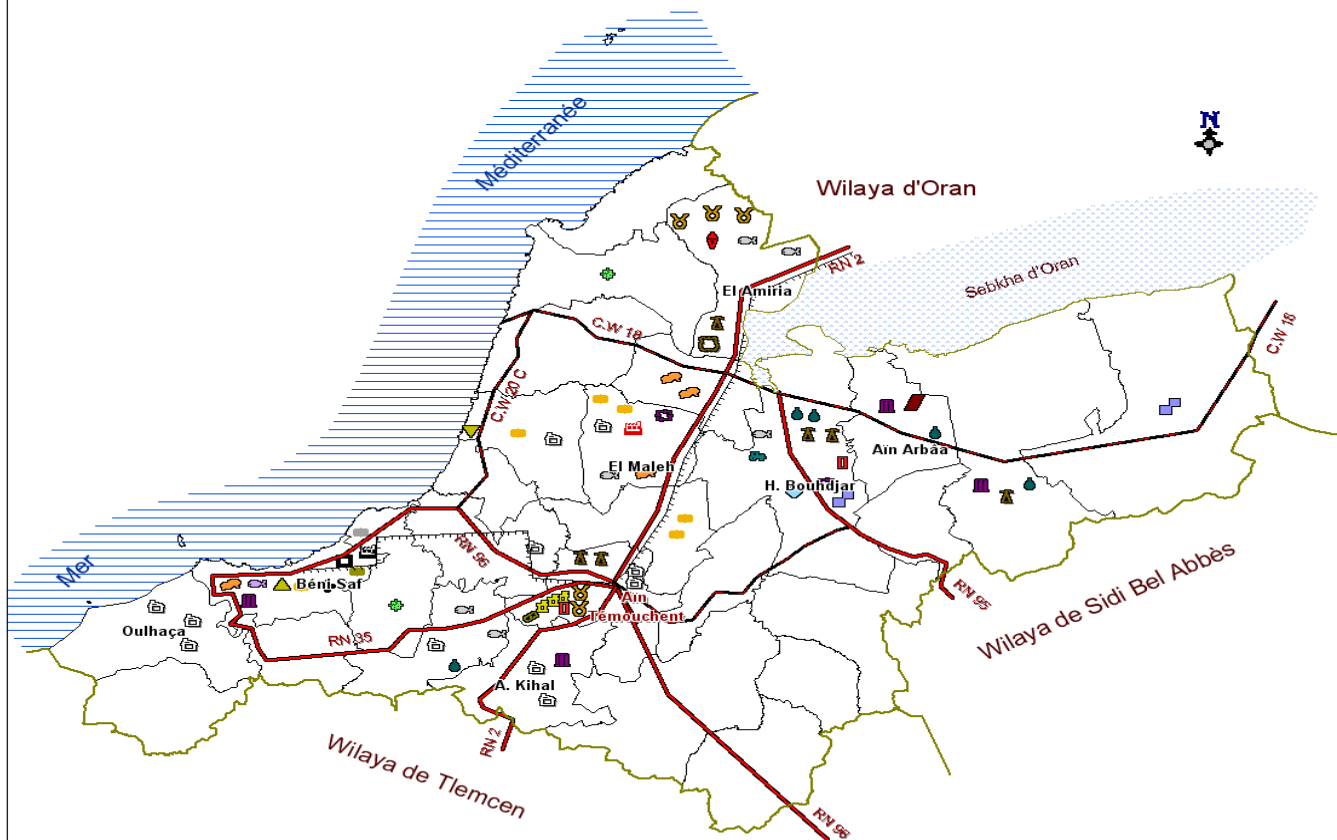 Méditerranée
N
Wilaya d'Oran
RN 2
Sebkha d'Oran
El Amiria
C.W 18
C.W 18
C.W 20 C
Aïn Arbâa
El Maleh
H. Bouhdjar
RN 96
Mer
Béni Saf
RN 95
Aïn
Témouchent
Oulhaça
RN 35
Wilaya de Sidi Bel Abbès
A. Kihal
RN 2
Wilaya de Tlemcen
RN 96